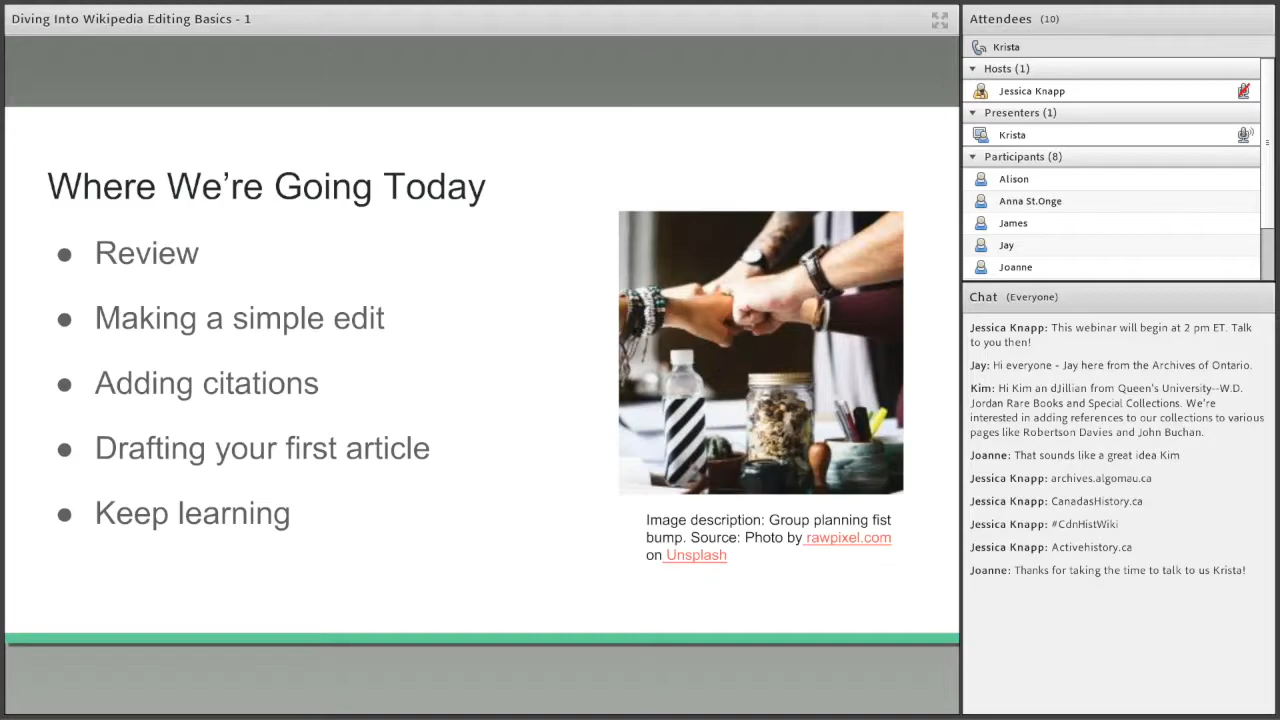 Diving Into Wikipedia Editing Basics - 1
Where We're Going Today
● Review
● Making a simple edit
● Adding citations
● Drafting your first article
● Keep learning
Image description: Group planning fist
bump. Source: Photo by rawpixel.com
on Unsplash
Attendees (10)
Krista
Hosts (1)
Jessica Knapp
Presenters (1)
Krista
Participants (8)
Alison
Anna St.Onge
James
Jay
Joanne
Chat (Everyone)
Jessica Knapp: This webinar will begin at 2 pm ET. Talk
to you then!
Jay: Hi everyone - Jay here from the Archives of Ontario.
Kim: Hi Kim an dJillian from Queen's University--W.D.
Jordan Rare Books and Special Collections. We're
interested in adding references to our collections to various
pages like Robertson Davies and John Buchan.
Joanne: That sounds like a great idea Kim
Jessica Knapp: archives.algomau.ca
Jessica Knapp: CanadasHistory.ca
Jessica Knapp: #CdnHistWiki
Jessica Knapp: Activehistory.ca
Joanne: Thanks for taking the time to talk to us Krista!